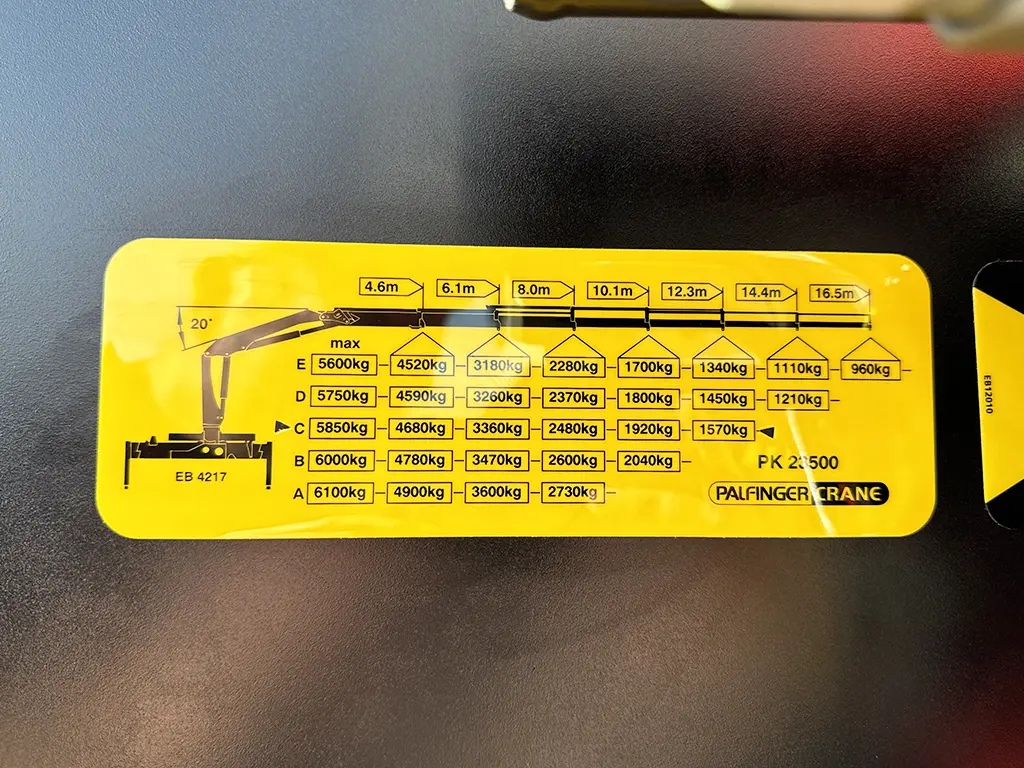 4.6m 6.1m 8.0m 10.1m 12.3m 14.4m 16.5m
20°
max
E 5600kg 4520kg 3180kg 2280kg 1700kg 1340kg 1110kg 960kg
D 5750kg 4590kg 3260kg 2370kg 1800kg 1450kg 1210kg
C 5850kg 4680kg 3360kg 2480kg 1920kg 1570kg
B 6000kg 4780kg 3470kg 2600kg 2040kg
A 6100kg 4900kg 3600kg 2730kg
EB 4217
PK 23500
PALFINGER CRANE
EB12010